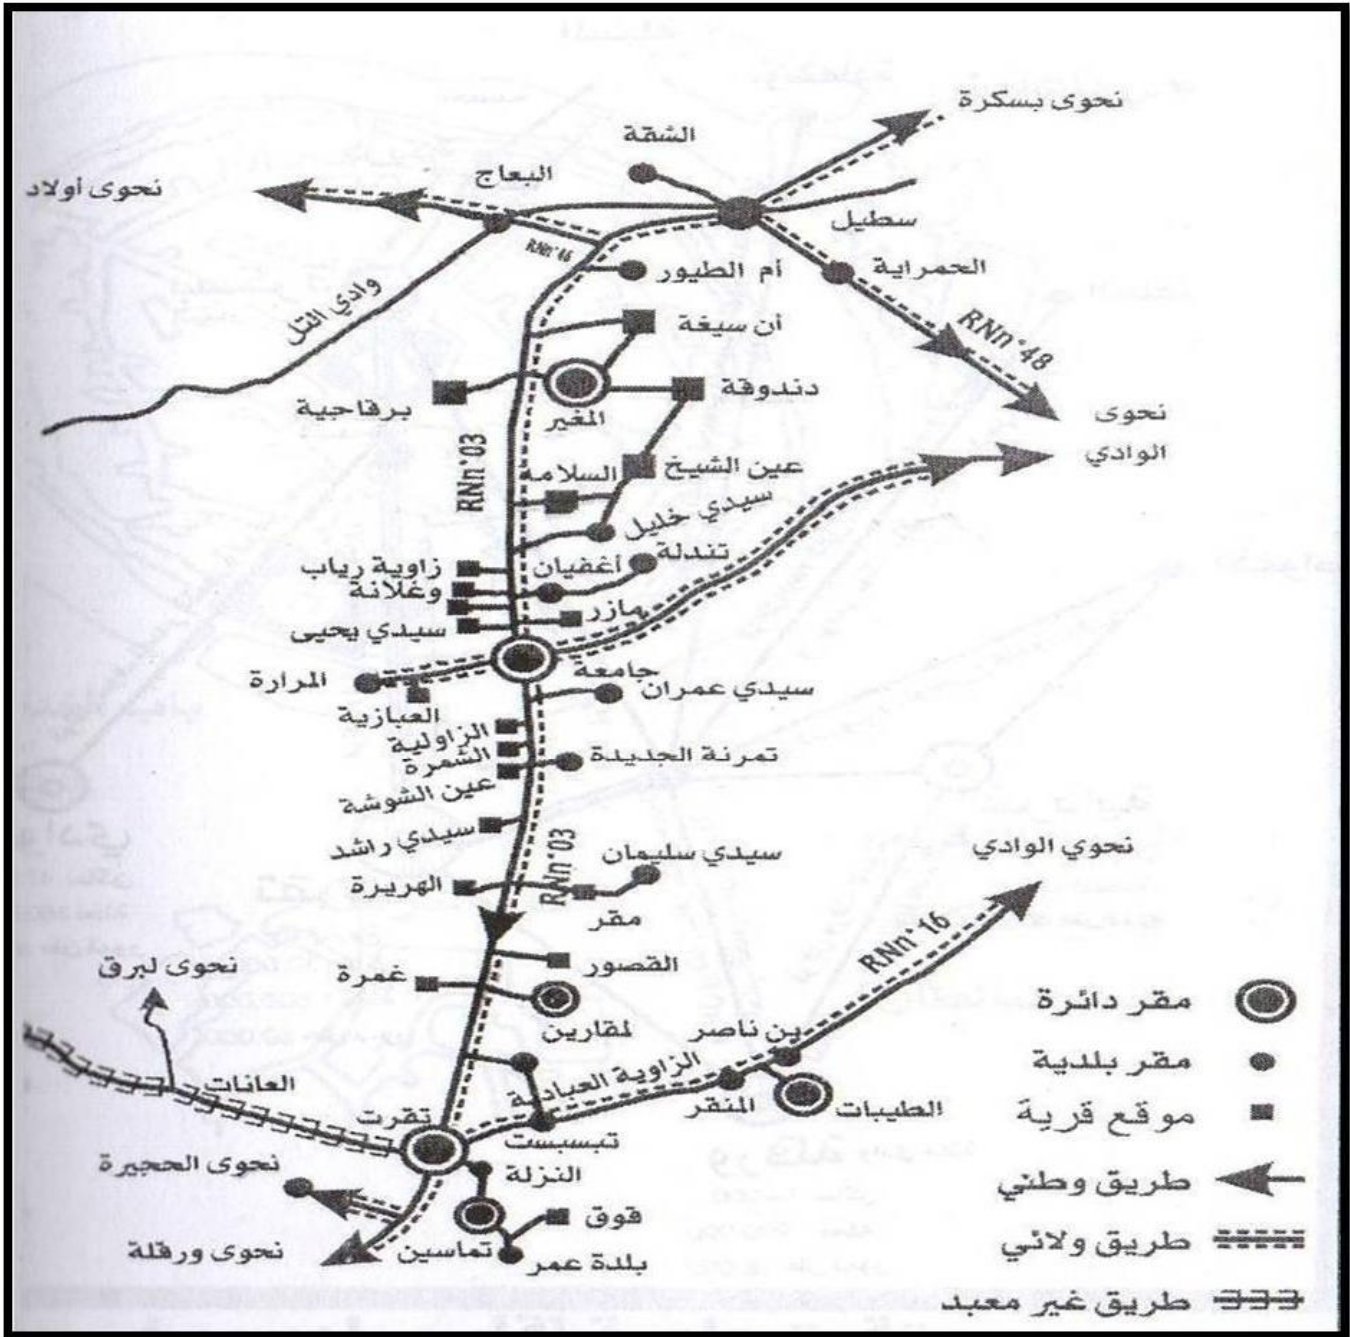 نحوى بسكرة
الشقة
البعاج
نحوى أولاد
سطيل
RNn°46
أم الطيور
الحمراية
وادي التل
أن سيغة
RNn°48
دندوقة
المغير
برقاجبة
نحوى
الوادي
RNn°03
السلامة
عين الشيخ
سيدي خليل
تندلة
أغفيان
زاوية رياب
وغلانة
مازر
سيدي يحيى
جامعة
المرارة
سيدي عمران
العبازية
الزاولية
الشمرة
تمرنة الجديدة
عين الشوشة
سيدي راشد
RNn°03
سيدي سليمان
نحوي الوادي
الهريرة
مقر
RNn°16
القصور
نحوى لبرق
غمرة
لمقارين
بن ناصر
الزاوية العبادية
العانات
المنقر
الطيبات
تقرت
تبسبست
نحوى الحجيرة
النزلة
قوق
نحوى ورقلة
تماسين
بلدة عمر
مقر دائرة
مقر بلدية
موقع قرية
طريق وطني
طريق ولائي
طريق غير معبد